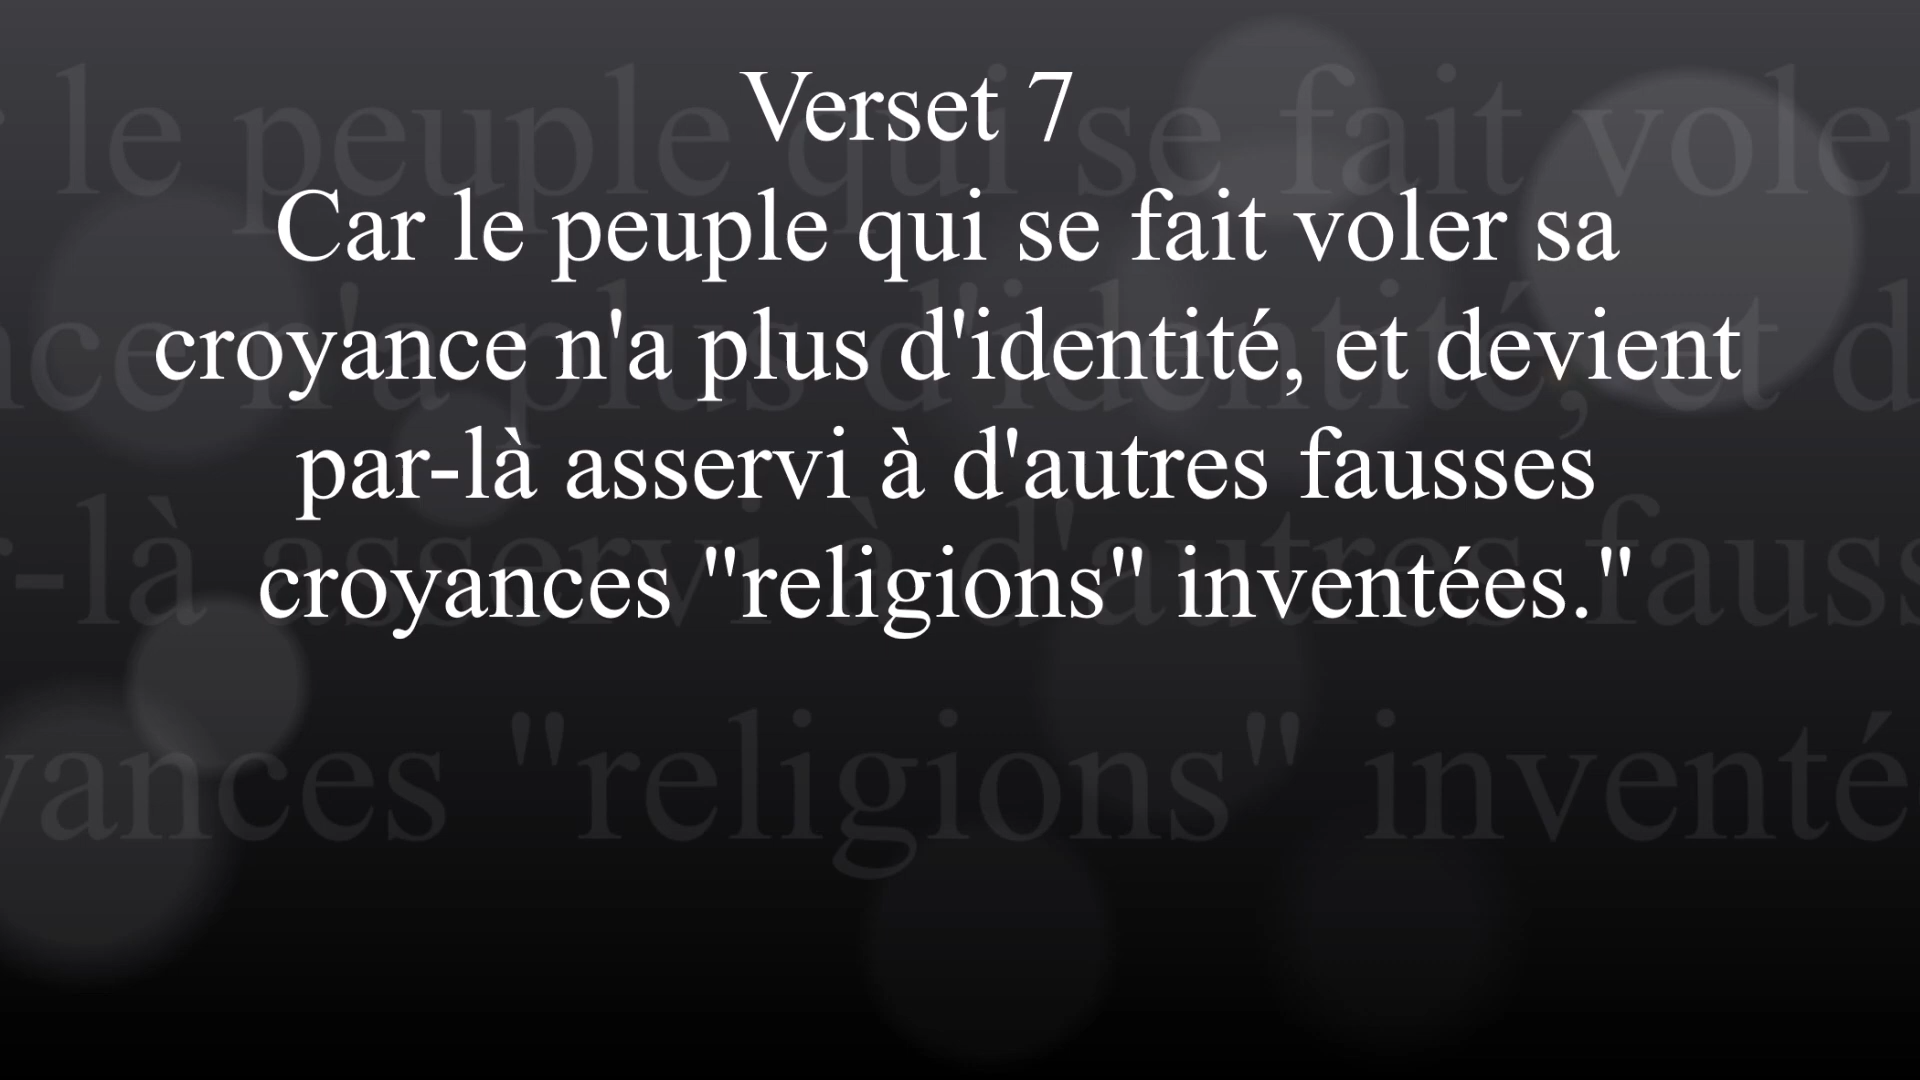 Verset 7
Car le peuple qui se fait voler sa
croyance n'a plus d'identité, et devient
par-là asservi à d'autres fausses
croyances "religions" inventées."